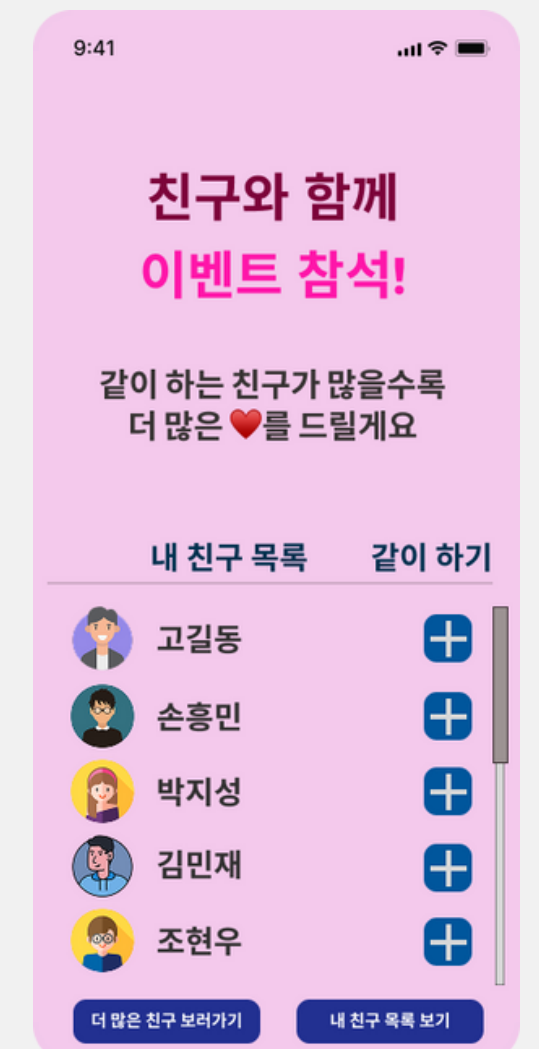 9:41
친구와 함께
이벤트 참석!
같이 하는 친구가 많을수록
더 많은 ♥️를 드릴게요
내 친구 목록 같이 하기
고길동
손흥민
박지성
김민재
조현우
더 많은 친구 보러가기 내 친구 목록 보기